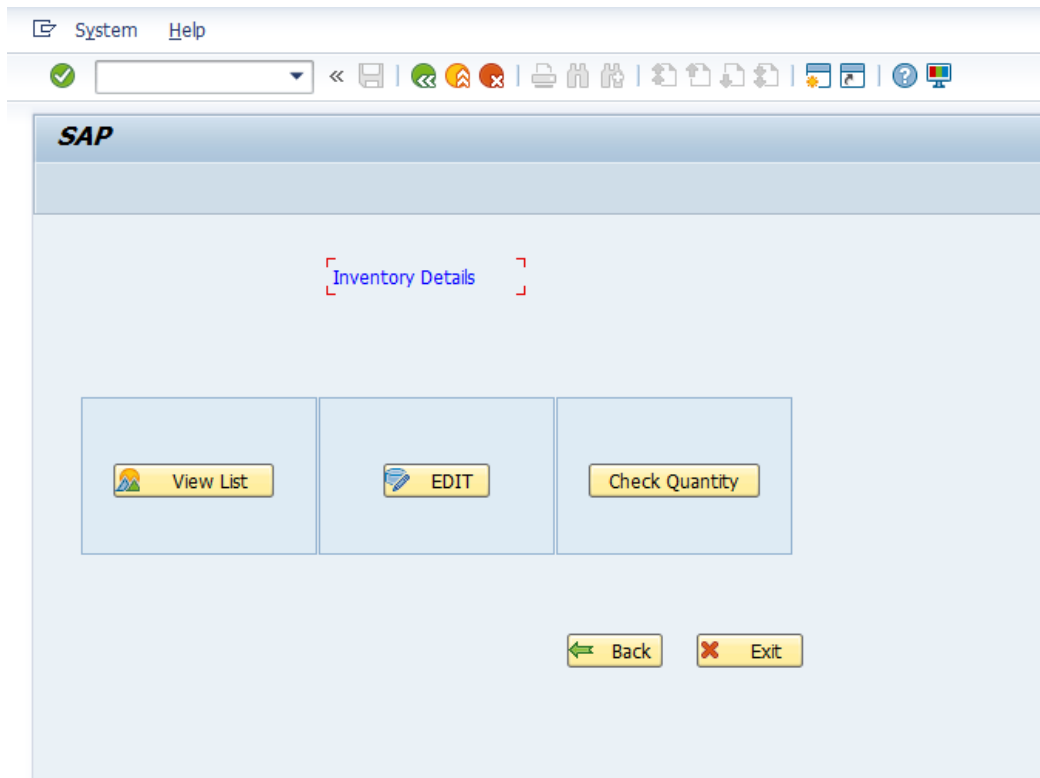 System Help
SAP
Inventory Details
View List EDIT Check Quantity
Back Exit